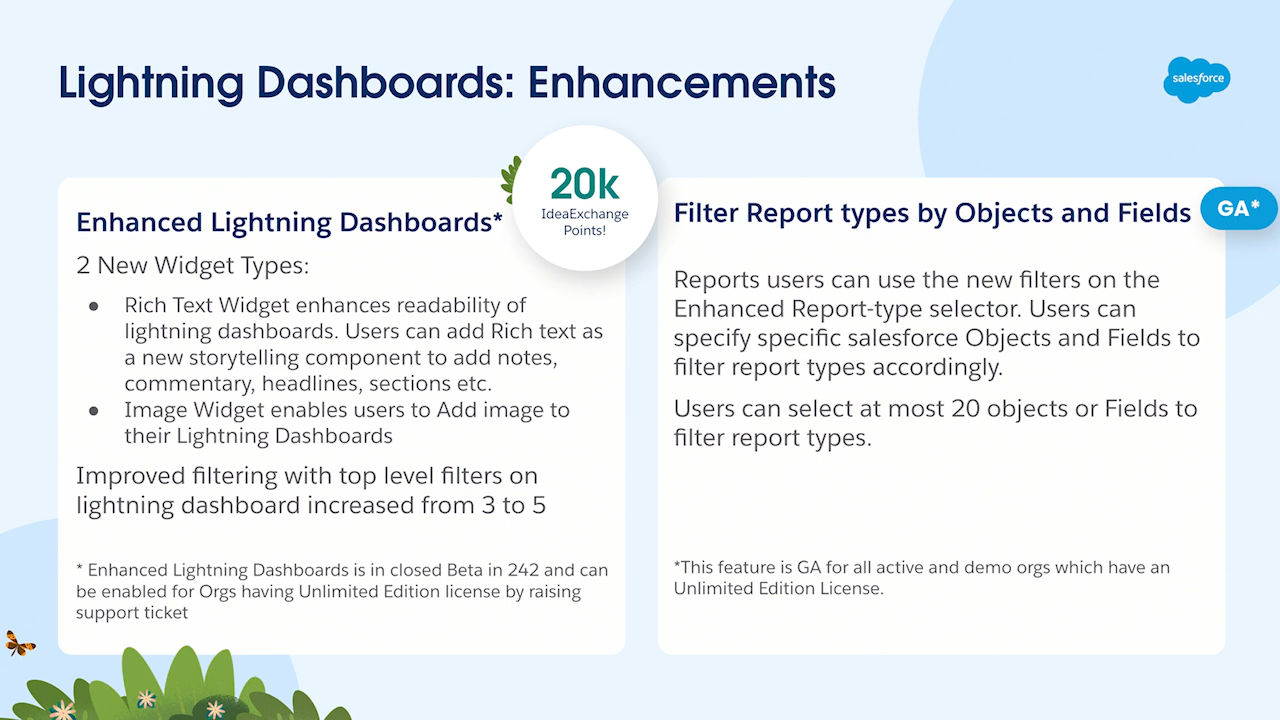 Lightning Dashboards: Enhancements
salesforce
20k
IdeaExchange
Points!
Enhanced Lightning Dashboards*
2 New Widget Types:
● Rich Text Widget enhances readability of
lightning dashboards. Users can add Rich text as
a new storytelling component to add notes,
commentary, headlines, sections etc.
● Image Widget enables users to Add image to
their Lightning Dashboards
Improved filtering with top level filters on
lightning dashboard increased from 3 to 5
* Enhanced Lightning Dashboards is in closed Beta in 242 and can
be enabled for Orgs having Unlimited Edition license by raising
support ticket
Filter Report types by Objects and Fields
GA*
Reports users can use the new filters on the
Enhanced Report-type selector. Users can
specify specific salesforce Objects and Fields to
filter report types accordingly.
Users can select at most 20 objects or Fields to
filter report types.
*This feature is GA for all active and demo orgs which have an
Unlimited Edition License.